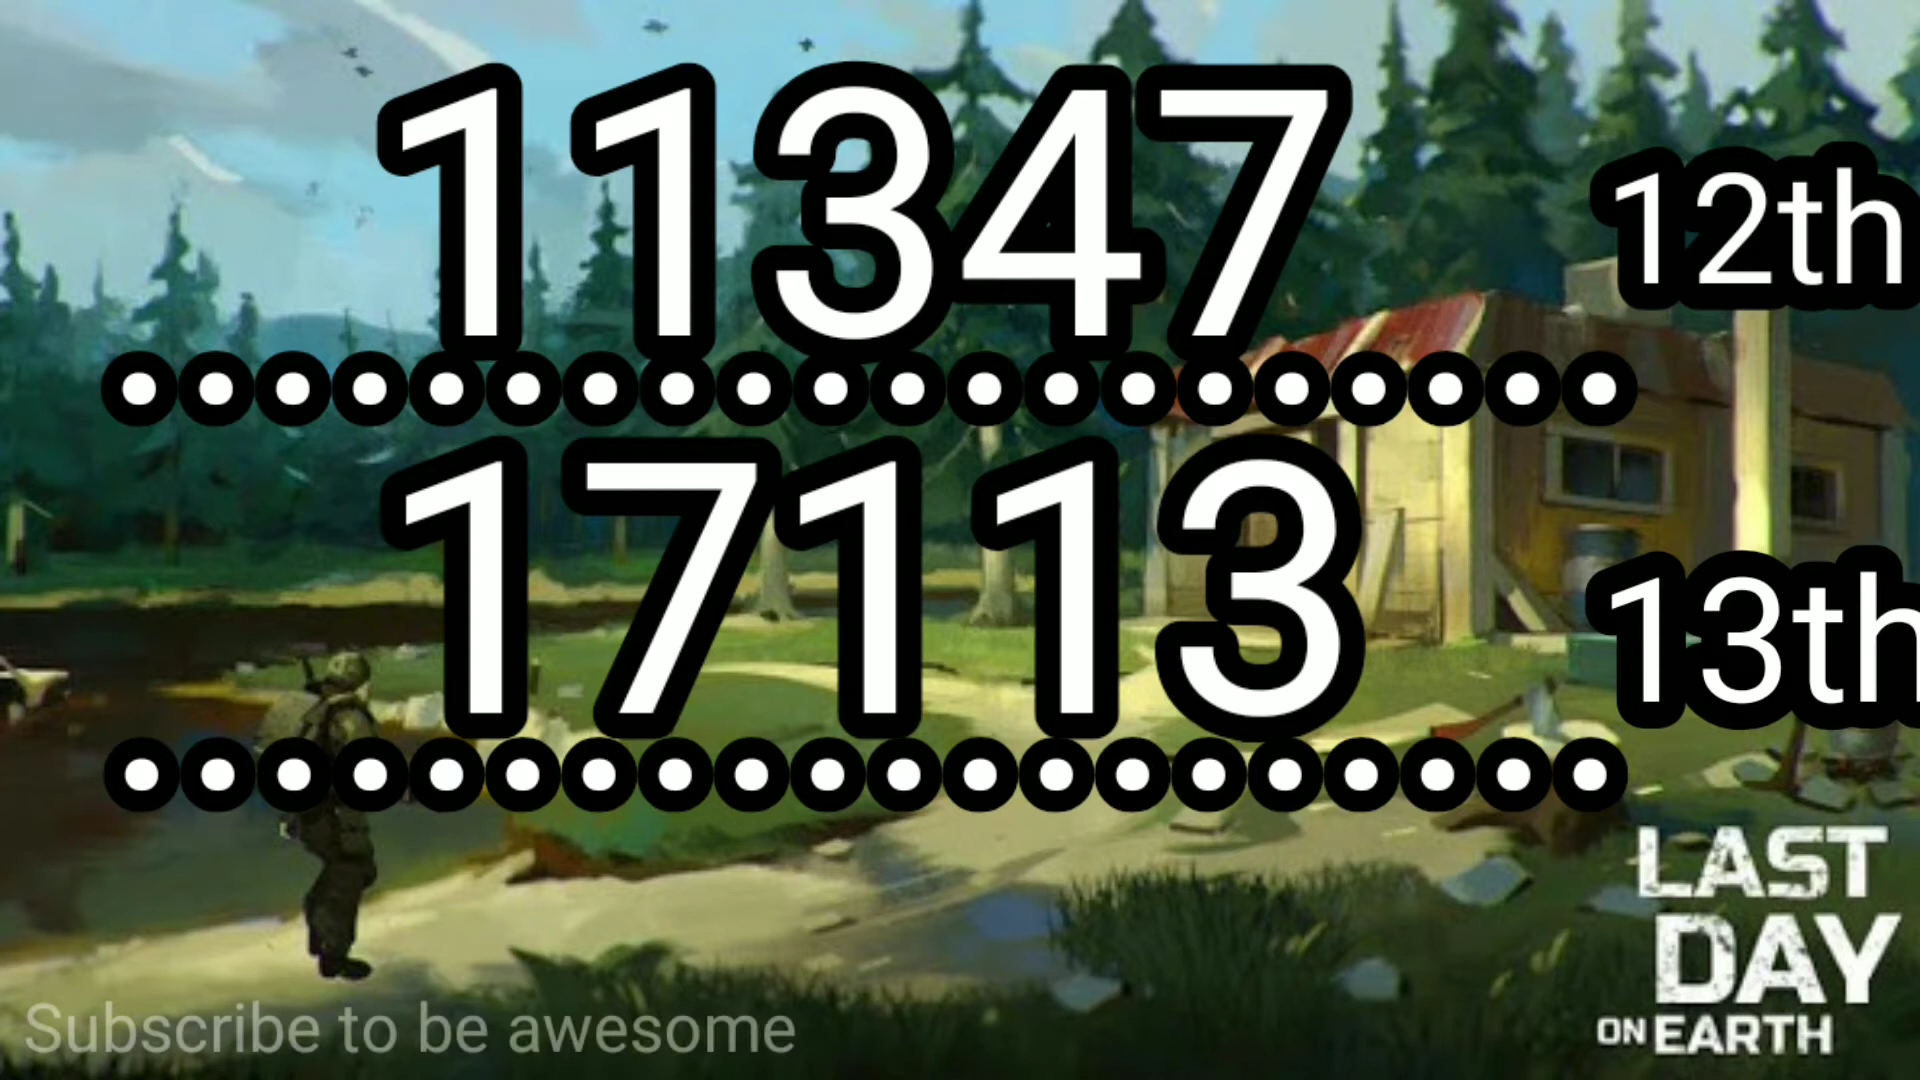 11347 12th
17113 13th
LAST
DAY
ON EARTH
Subscribe to be awesome